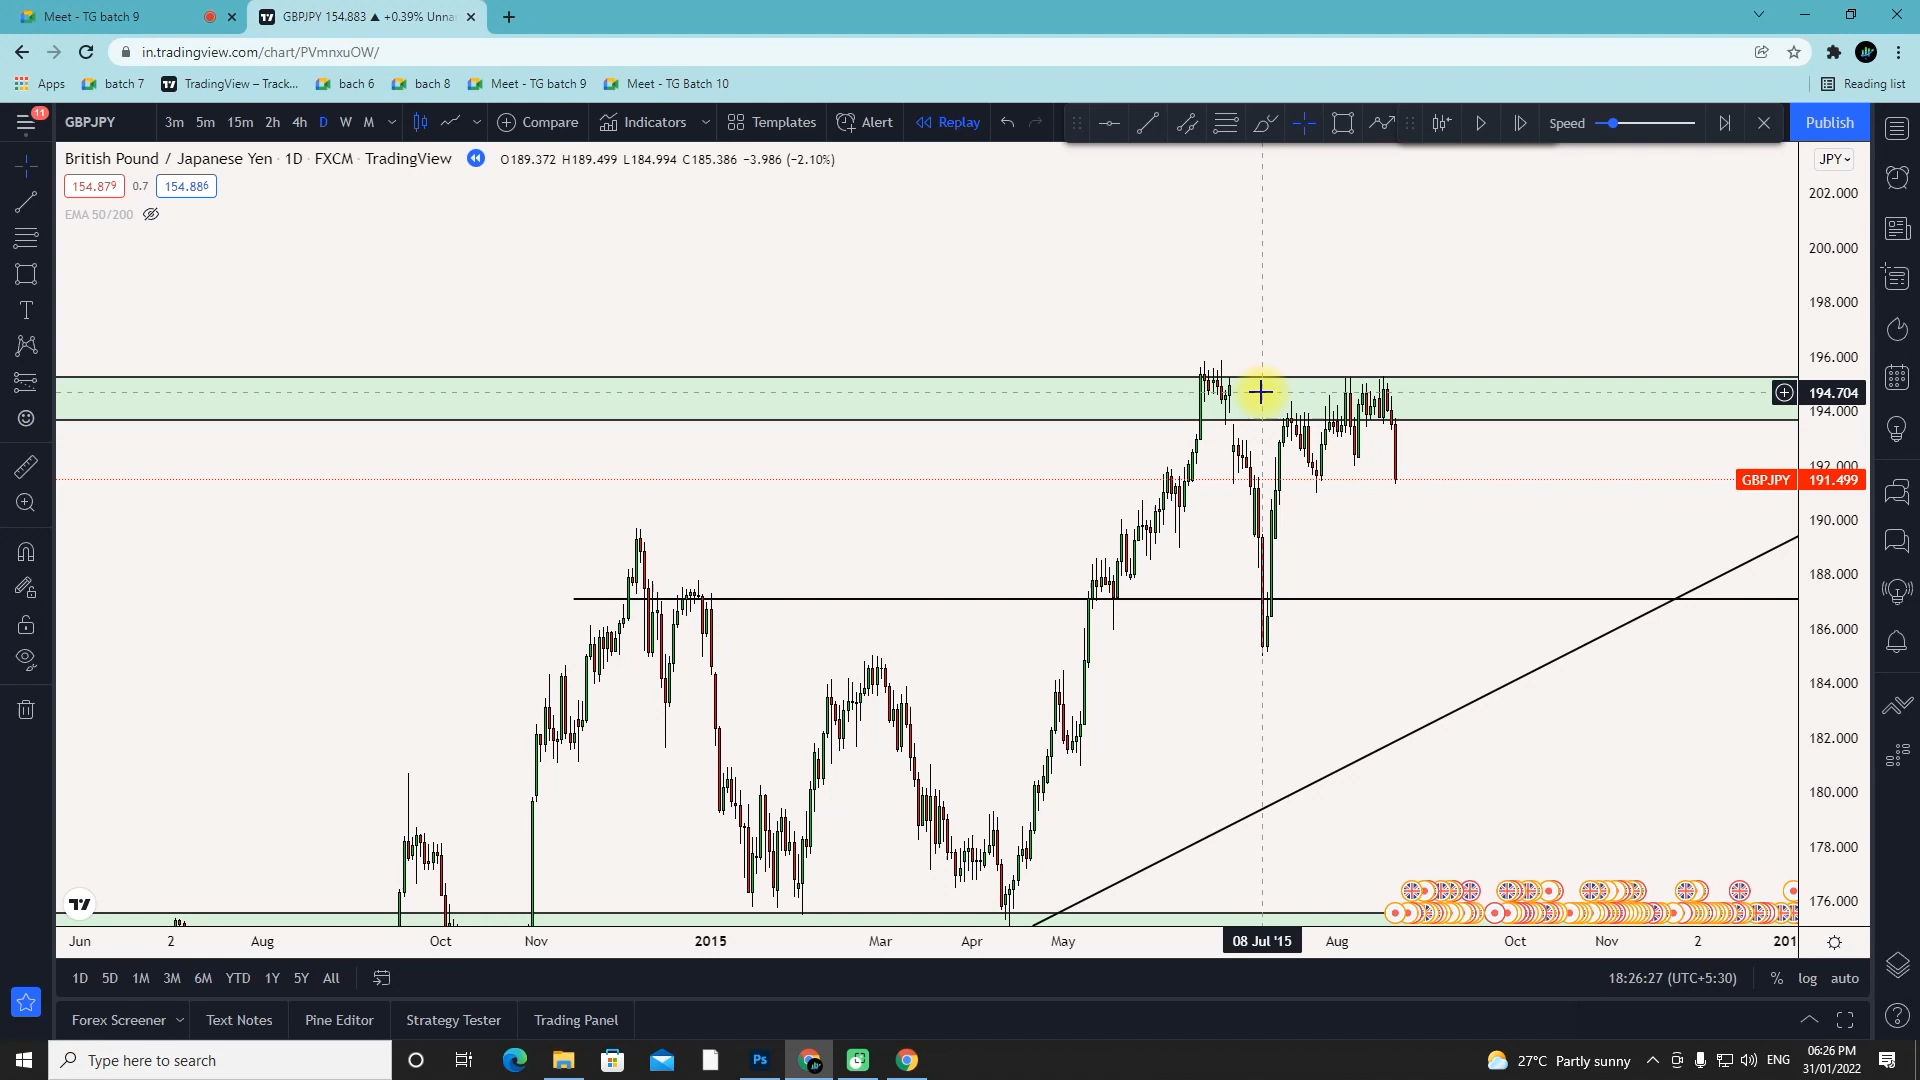 Meet - TG batch 9
GBPJPY 154.883 ▲ +0.39% Unna
in.tradingview.com/chart/PVmnxuOW/
Apps batch 7 TradingView – Track... bach 6 bach 8 Meet - TG batch 9 Meet - TG Batch 10 Reading list
11
GBPJPY 3m 5m 15m 2h 4h D W M Compare Indicators Templates Alert Replay Speed Publish
British Pound / Japanese Yen · 1D · FXCM · TradingView O189.372 H189.499 L184.994 C185.386 −3.986 (−2.10%)
JPY
154.879 0.7 154.886
EMA 50/200
202.000
200.000
198.000
196.000
194.704
194.000
192.000
GBPJPY 191.499
190.000
188.000
186.000
184.000
182.000
180.000
178.000
176.000
Jun 2 Aug Oct Nov 2015 Mar Apr May 08 Jul '15 Aug Oct Nov 2 201
1D 5D 1M 3M 6M YTD 1Y 5Y All 18:26:27 (UTC+5:30) % log auto
Forex Screener Text Notes Pine Editor Strategy Tester Trading Panel
Type here to search
Ps
27°C Partly sunny
ENG
06:26 PM
31/01/2022